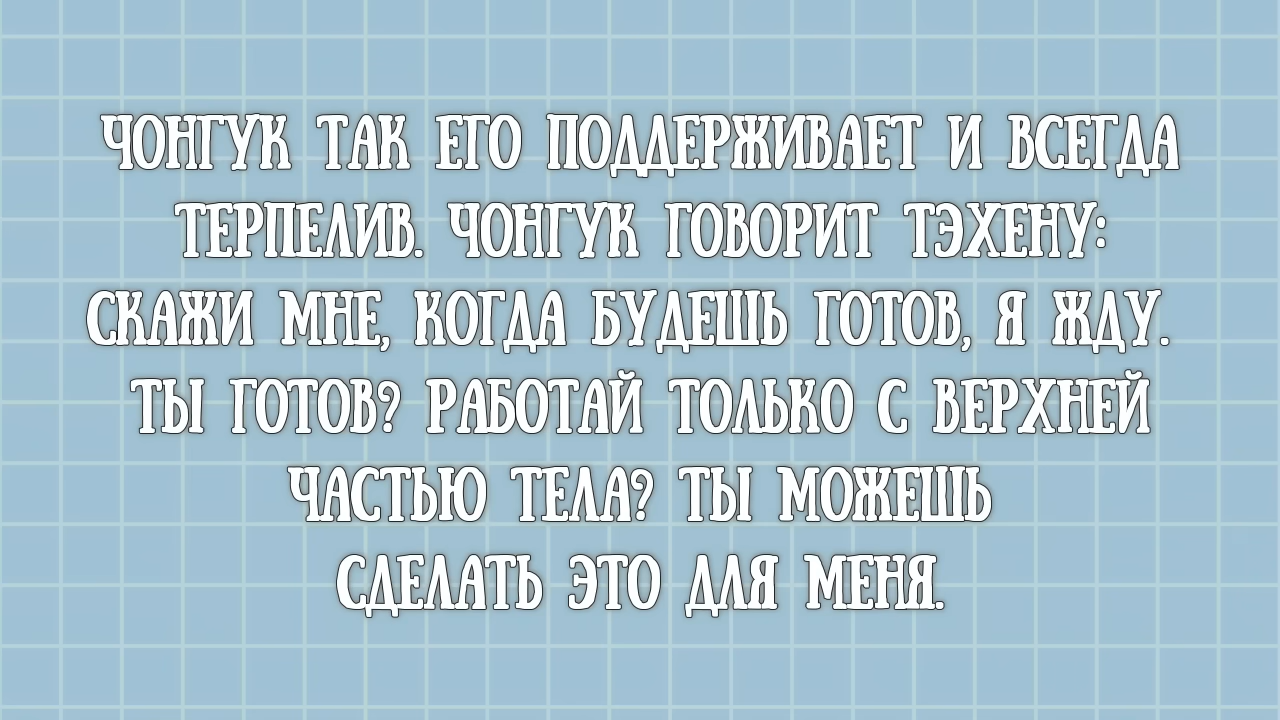 ЧОНГУК ТАК ЕГО ПОДДЕРЖИВАЕТ И ВСЕГДА
ТЕРПЕЛИВ. ЧОНГУК ГОВОРИТ ТЭХЕНУ:
СКАЖИ МНЕ, КОГДА БУДЕШЬ ГОТОВ, Я ЖДУ.
ТЫ ГОТОВ? РАБОТАЙ ТОЛЬКО С ВЕРХНЕЙ
ЧАСТЬЮ ТЕЛА? ТЫ МОЖЕШЬ
СДЕЛАТЬ ЭТО ДЛЯ МЕНЯ.